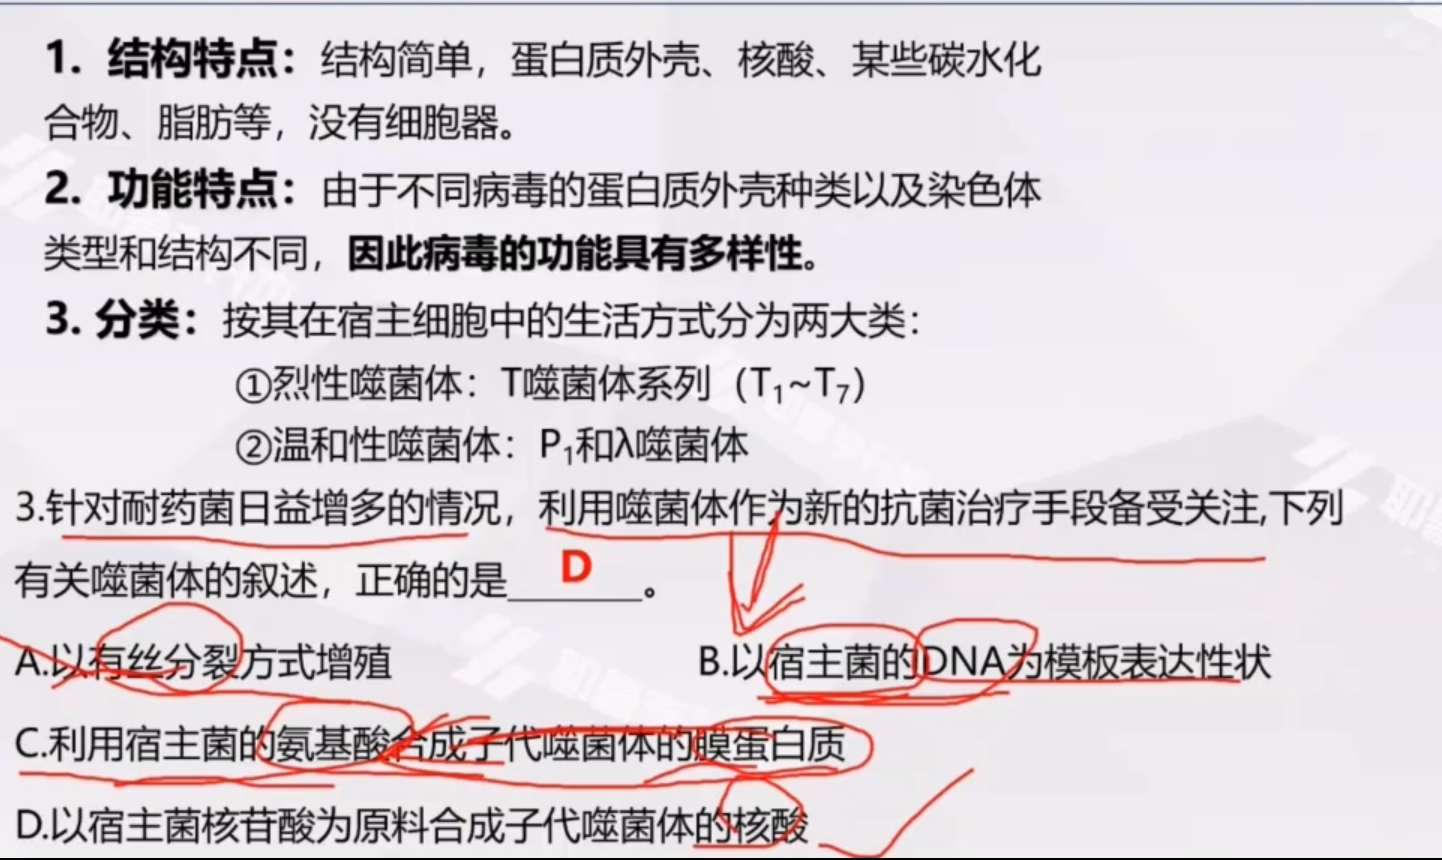 1. 结构特点：结构简单，蛋白质外壳、核酸、某些碳水化
合物、脂肪等，没有细胞器。
2. 功能特点：由于不同病毒的蛋白质外壳种类以及染色体
类型和结构不同，因此病毒的功能具有多样性。
3. 分类：按其在宿主细胞中的生活方式分为两大类：
①烈性噬菌体：T噬菌体系列（T₁~T₇）
②温和性噬菌体：P₁和λ噬菌体
3.针对耐药菌日益增多的情况，利用噬菌体作为新的抗菌治疗手段备受关注,下列
有关噬菌体的叙述，正确的是___D___。
A.以有丝分裂方式增殖 B.以宿主菌的DNA为模板表达性状
C.利用宿主菌的氨基酸合成子代噬菌体的膜蛋白质
D.以宿主菌核苷酸为原料合成子代噬菌体的核酸